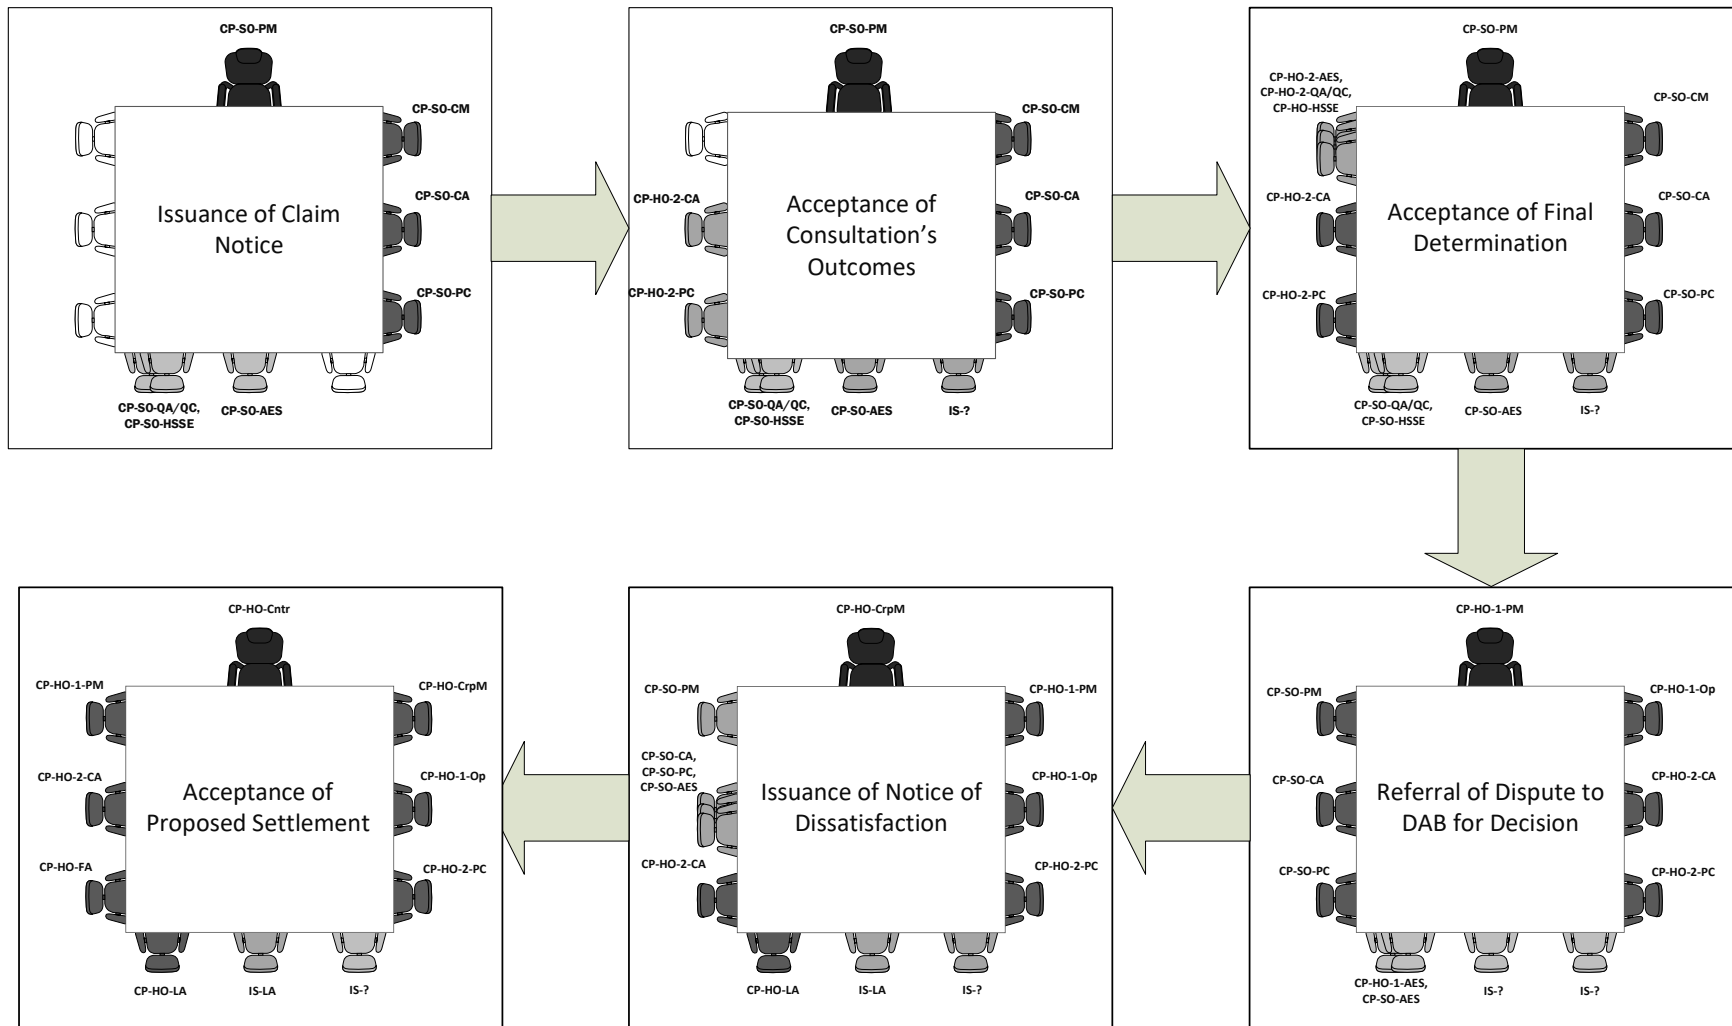 CP-SO-PM
CP-SO-CM
CP-SO-CA
CP-SO-PC
Issuance of Claim
Notice
CP-SO-QA/QC,
CP-SO-HSSE
CP-SO-AES
CP-SO-PM
CP-SO-CM
CP-HO-2-CA
CP-SO-CA
Acceptance of
Consultation’s
Outcomes
CP-HO-2-PC
CP-SO-PC
CP-SO-QA/QC,
CP-SO-HSSE
CP-SO-AES
IS-?
CP-SO-PM
CP-HO-2-AES,
CP-HO-2-QA/QC,
CP-HO-HSSE
CP-SO-CM
CP-HO-2-CA
CP-SO-CA
Acceptance of Final
Determination
CP-HO-2-PC
CP-SO-PC
CP-SO-QA/QC,
CP-SO-HSSE
CP-SO-AES
IS-?
CP-HO-Cntr
CP-HO-1-PM
CP-HO-CrpM
CP-HO-2-CA
CP-HO-1-Op
Acceptance of
Proposed Settlement
CP-HO-FA
CP-HO-2-PC
CP-HO-LA
IS-LA
IS-?
CP-HO-CrpM
CP-SO-PM
CP-HO-1-PM
CP-SO-CA,
CP-SO-PC,
CP-SO-AES
CP-HO-1-Op
Issuance of Notice of
Dissatisfaction
CP-HO-2-CA
CP-HO-2-PC
CP-HO-LA
IS-LA
IS-?
CP-HO-1-PM
CP-SO-PM
CP-HO-1-Op
CP-SO-CA
CP-HO-2-CA
Referral of Dispute to
DAB for Decision
CP-SO-PC
CP-HO-2-PC
CP-HO-1-AES,
CP-SO-AES
IS-?
IS-?